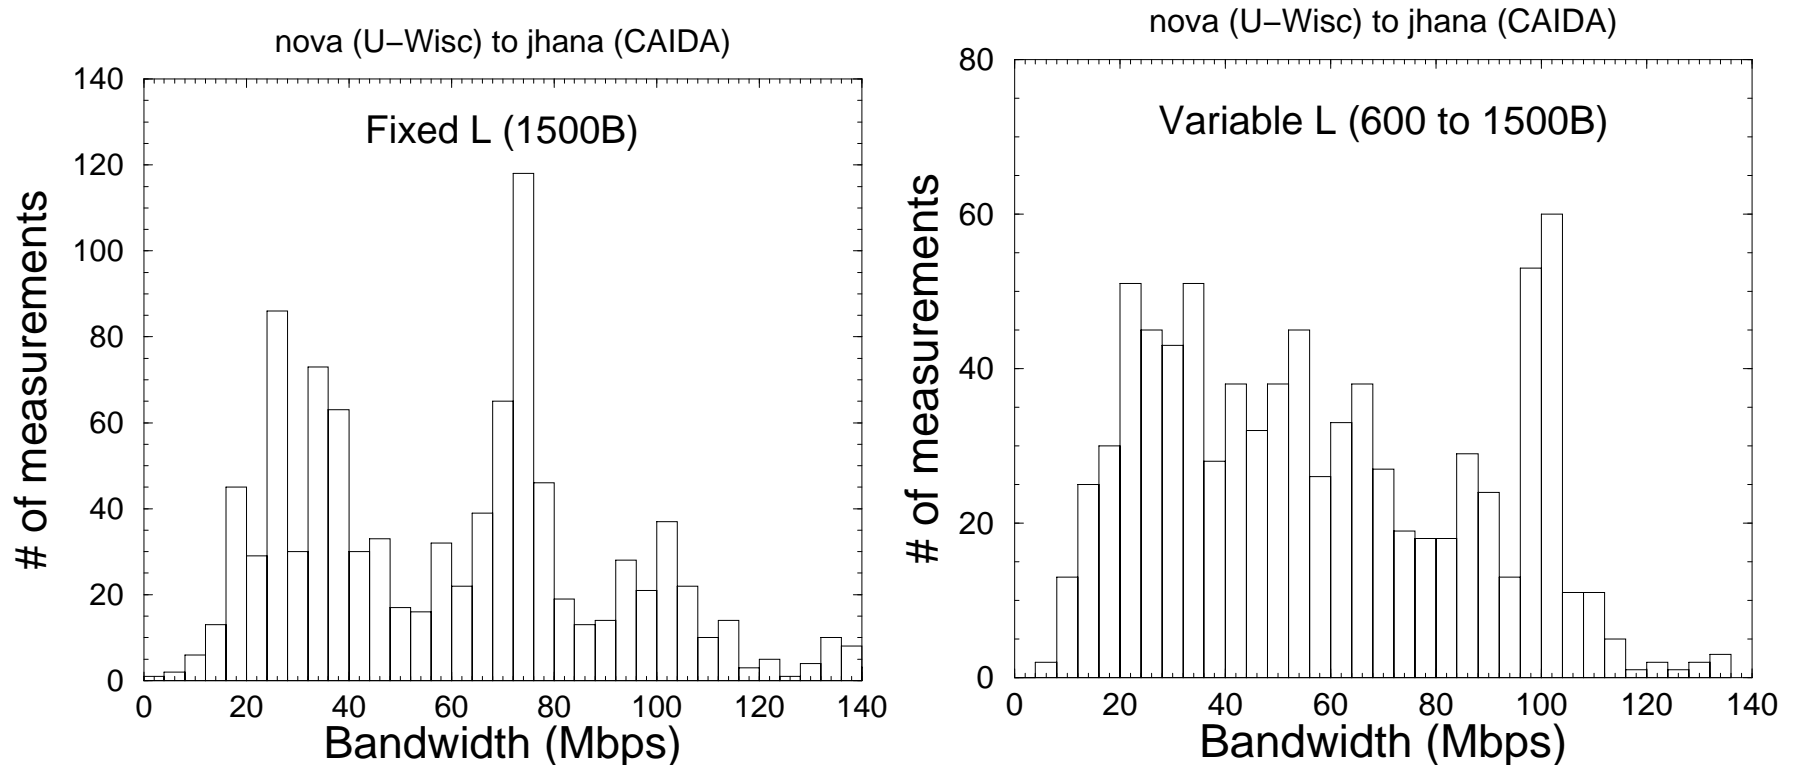 nova (U−Wisc) to jhana (CAIDA)
Fixed L (1500B)
# of measurements
140
120
100
80
60
40
20
0
0 20 40 60 80 100 120 140
Bandwidth (Mbps)
nova (U−Wisc) to jhana (CAIDA)
Variable L (600 to 1500B)
# of measurements
80
60
40
20
0
0 20 40 60 80 100 120 140
Bandwidth (Mbps)